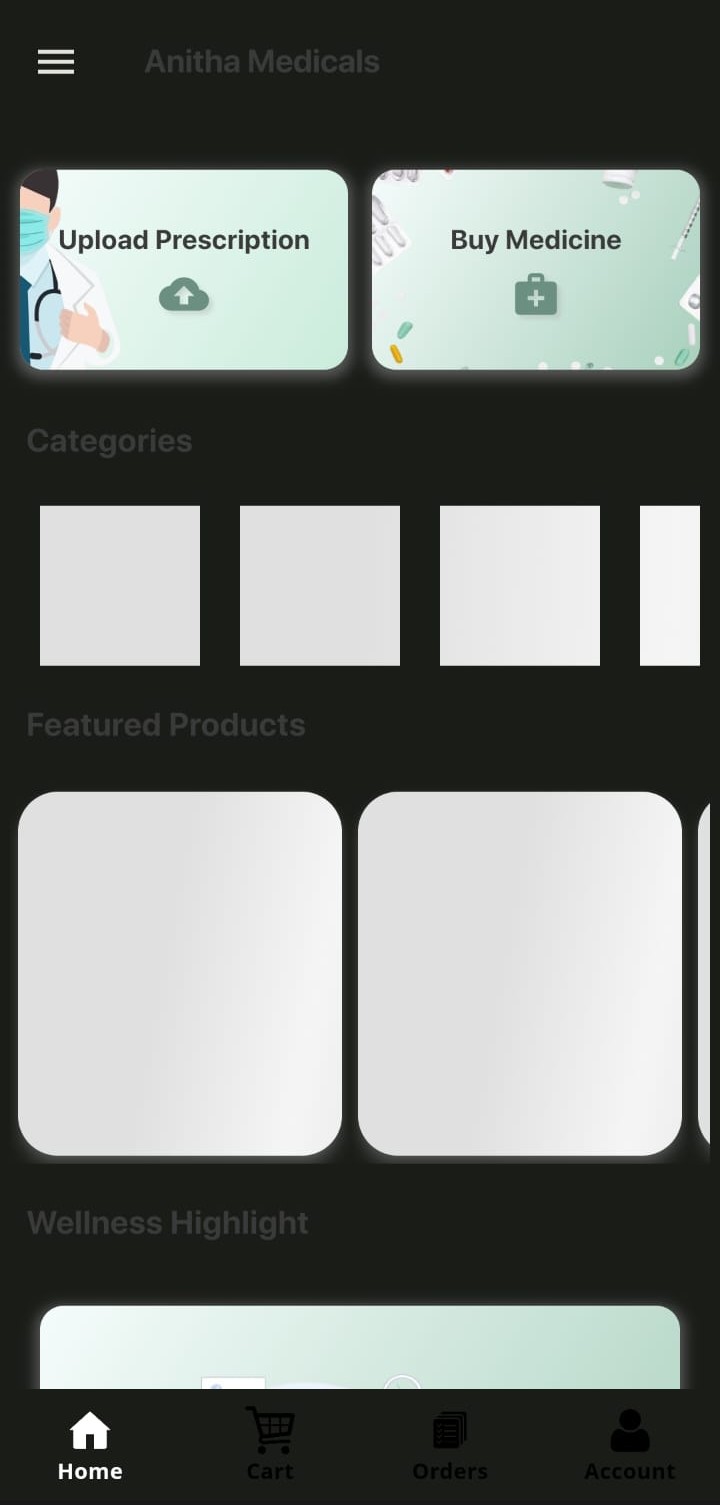 Anitha Medicals
Upload Prescription
Buy Medicine
Categories
Featured Products
Wellness Highlight
Home
Cart
Orders
Account